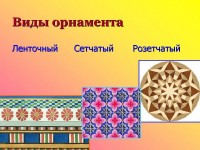 Виды орнамента
Ленточный Сетчатый Розетчатый